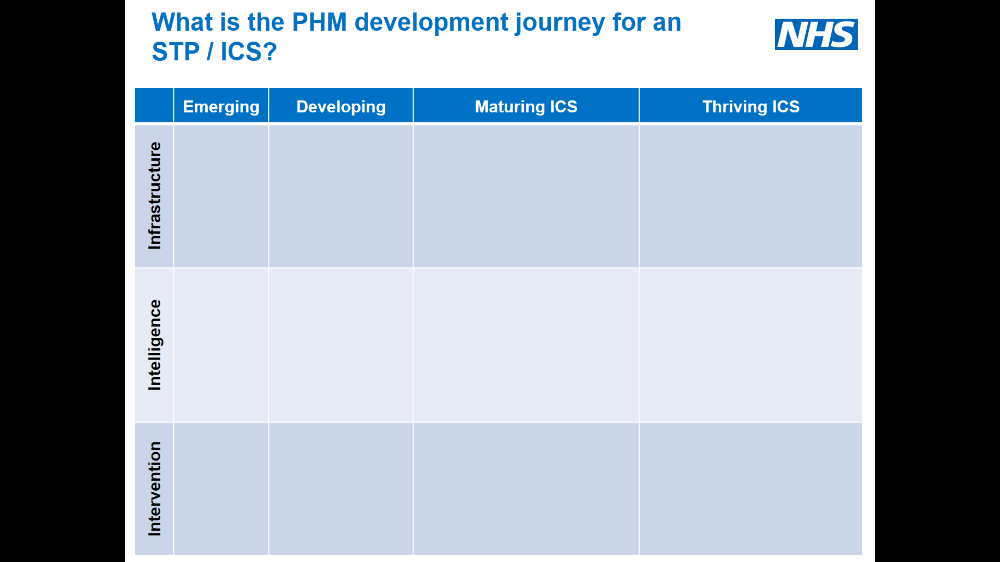 What is the PHM development journey for an
STP / ICS?
NHS
Emerging
Developing
Maturing ICS
Thriving ICS
Infrastructure
Intelligence
Intervention